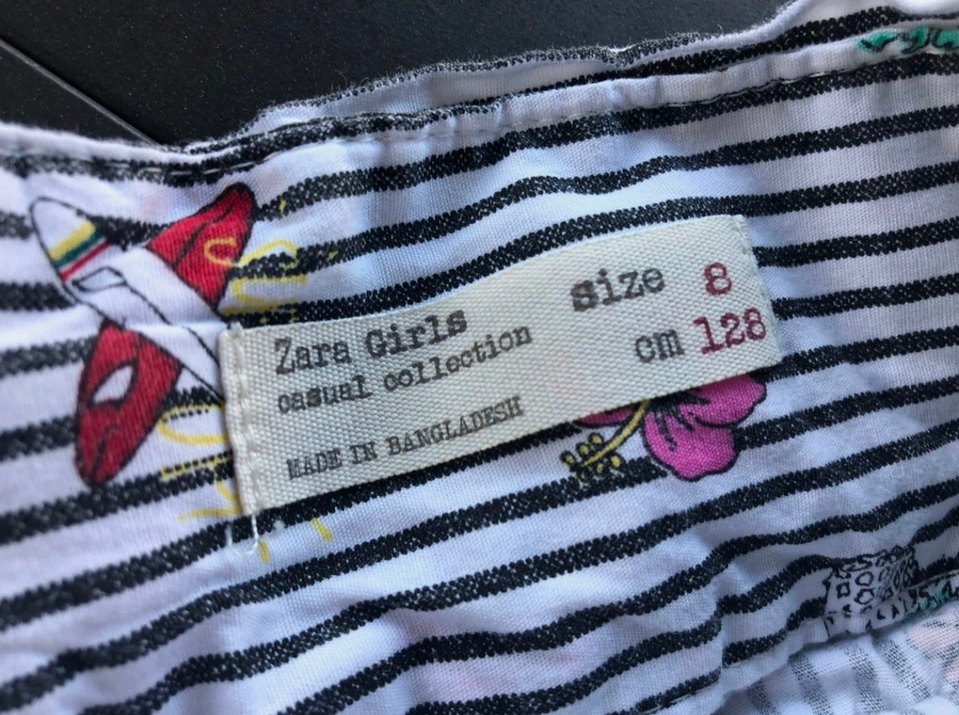 Zara Girls
casual collection
MADE IN BANGLADESH
size 8
cm 128